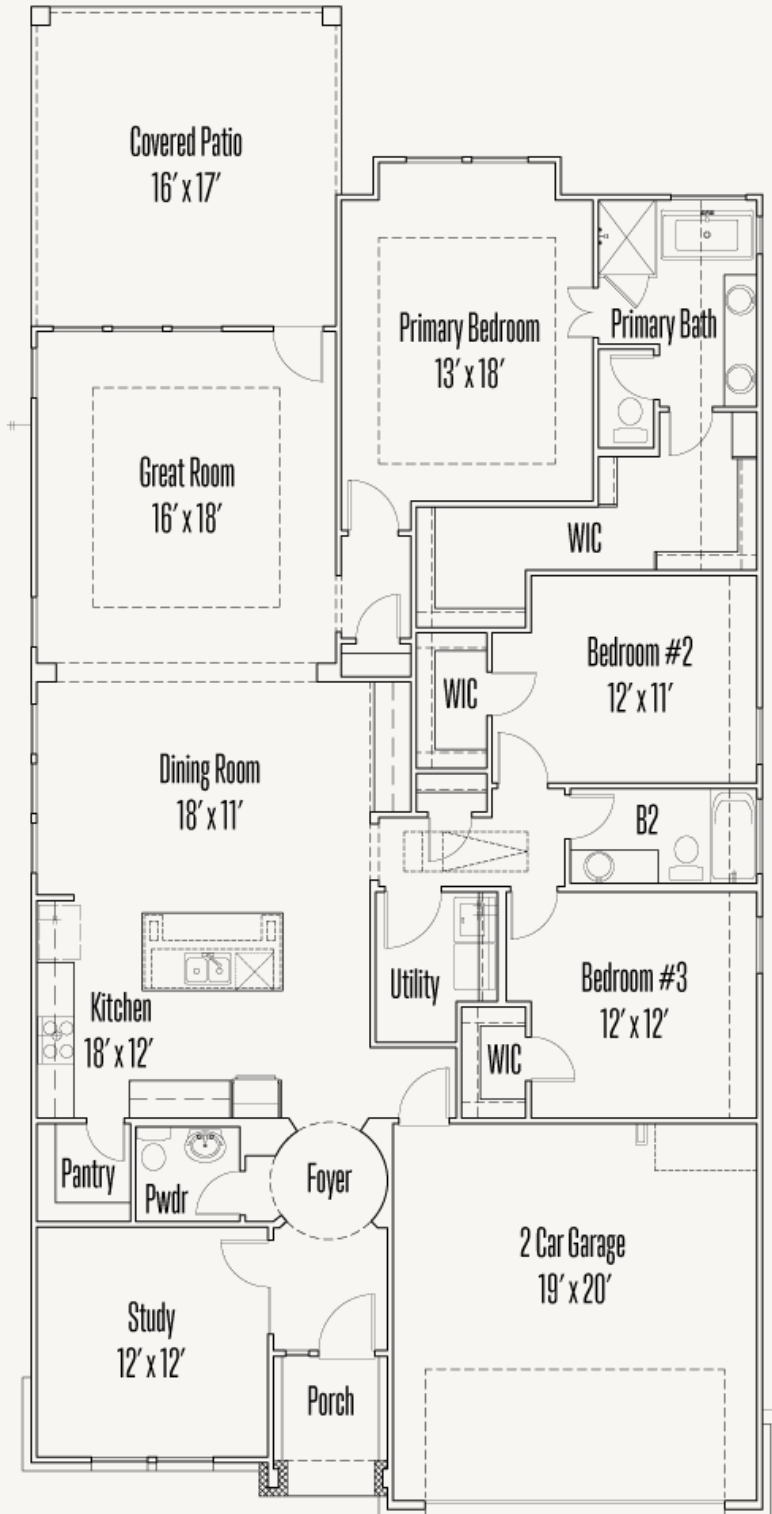 Covered Patio
16' x 17'
Primary Bedroom
13' x 18'
Primary Bath
Great Room
16' x 18'
WIC
Bedroom #2
12' x 11'
WIC
Dining Room
18' x 11'
B2
Utility
Bedroom #3
12' x 12'
Kitchen
18' x 12'
WIC
Pantry
Pwdr
Foyer
2 Car Garage
19' x 20'
Study
12' x 12'
Porch